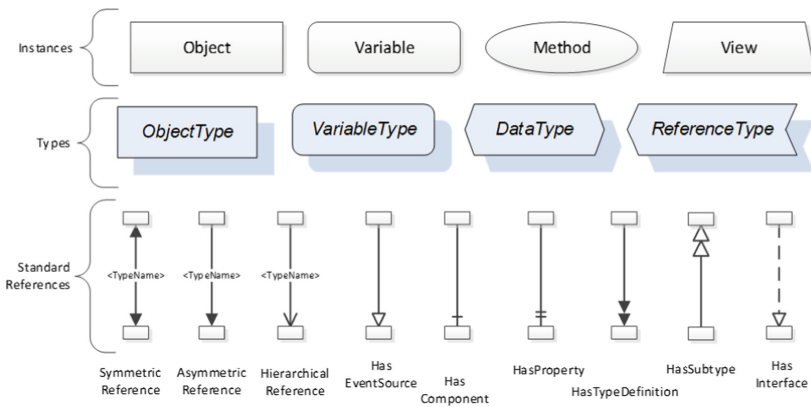 Instances
Object
Variable
Method
View
Types
ObjectType
VariableType
DataType
ReferenceType
Standard
References
<TypeName>
<TypeName>
<TypeName>
Symmetric
Reference
Asymmetric
Reference
Hierarchical
Reference
Has
EventSource
Has
Component
HasProperty
HasTypeDefinition
HasSubtype
Has
Interface